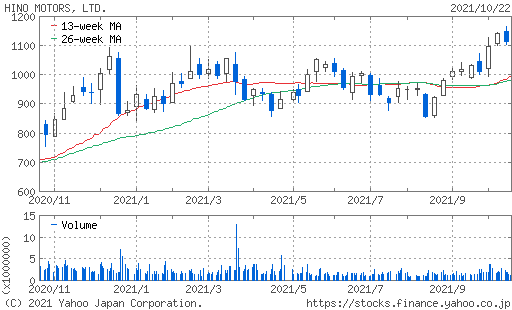 HINO MOTORS, LTD. 2021/10/22
13-week MA
26-week MA
1200
1100
1000
900
800
700
600
2020/11 2021/1 2021/3 2021/5 2021/7 2021/9
Volume
15
10
5
0
(x1000000)
2020/11 2021/1 2021/3 2021/5 2021/7 2021/9
(C) 2021 Yahoo Japan Corporation. https://stocks.finance.yahoo.co.jp/